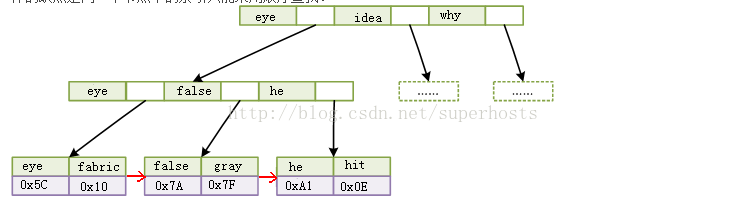 eye idea why
eye false he
...... ......
http://blog.csdn.net/superhosts
eye fabric false gray he hit
0x5C 0x10 0x7A 0x7F 0xA1 0x0E